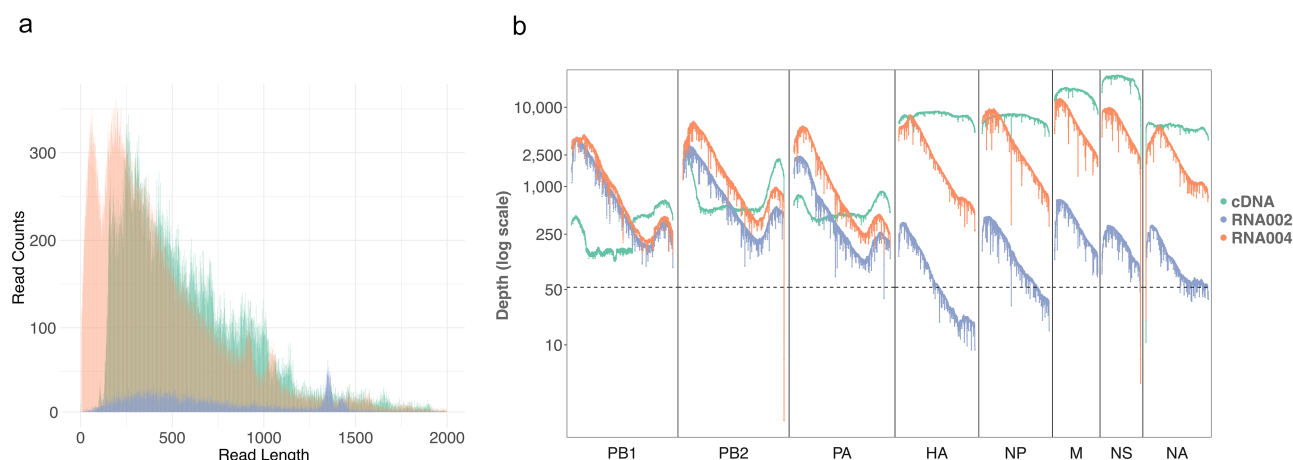 a
b
Read Counts
300
200
100
0
0 500 1000 1500 2000
Read Length
Depth (log scale)
10,000
2,500
1,000
250
50
10
PB1 PB2 PA HA NP M NS NA
cDNA
RNA002
RNA004